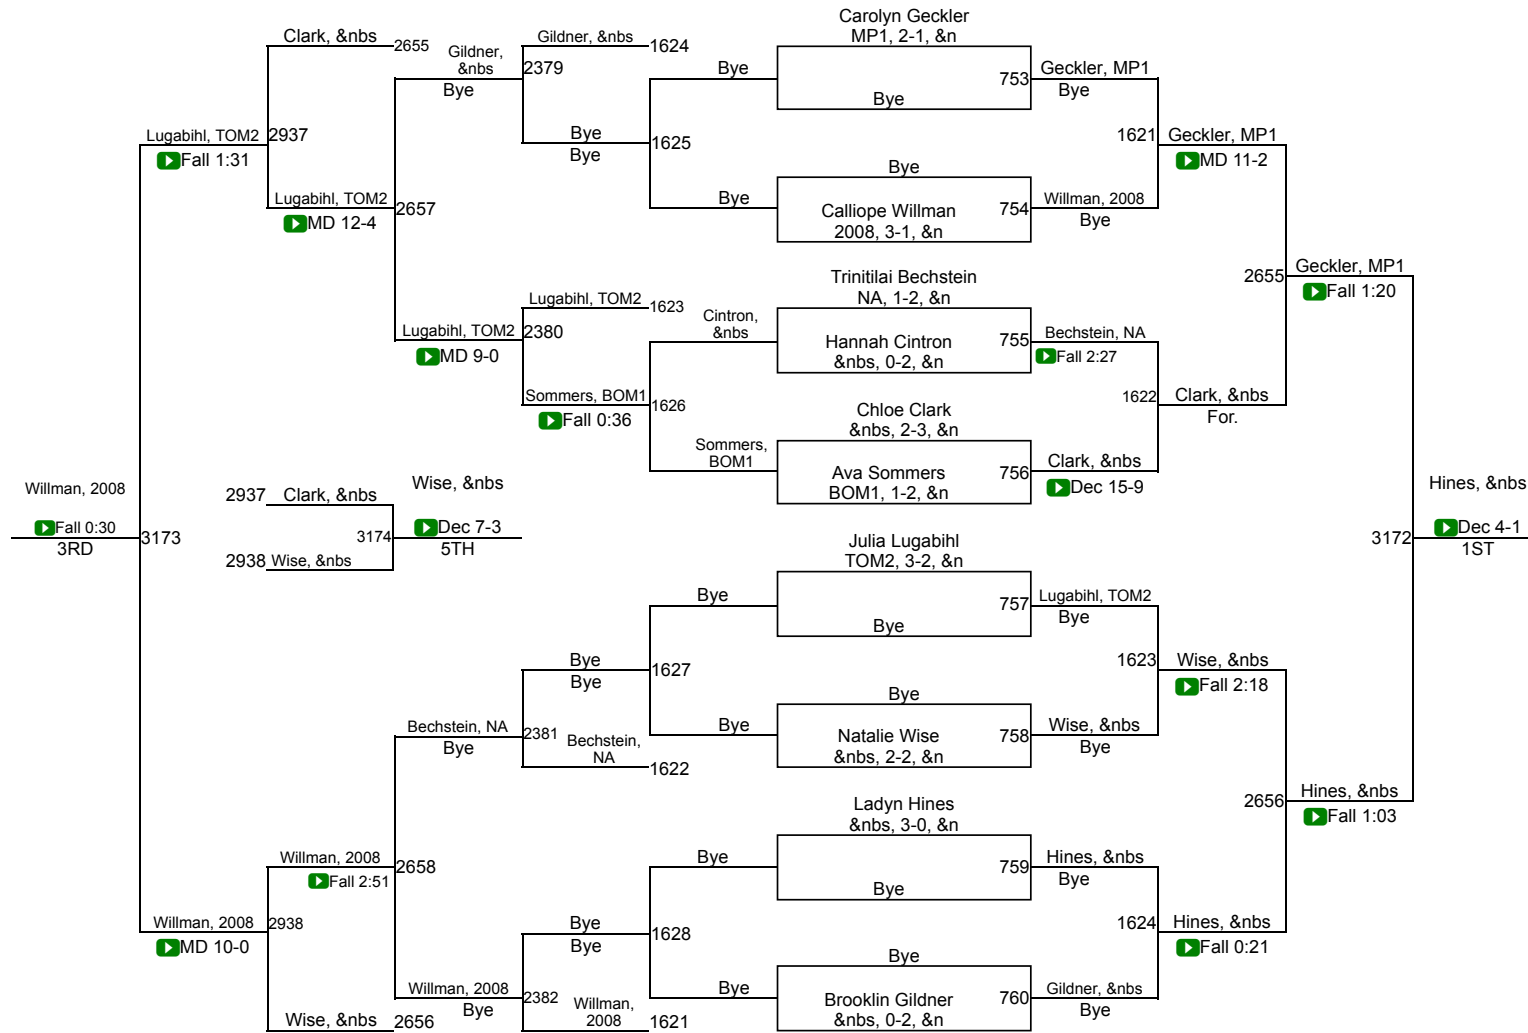 Carolyn Geckler
MP1, 2-1, &n
Clark, &nbs
2655
Gildner,
&nbs
Bye
2379
Gildner, &nbs
1624
Bye
753
Bye
Geckler, MP1
Bye
Lugabihl, TOM2
2937
Fall 1:31
Bye
Bye
1625
1621
Geckler, MP1
MD 11-2
Lugabihl, TOM2
2657
MD 12-4
Bye
Bye
Calliope Willman
2008, 3-1, &n
754
Willman, 2008
Bye
Trinitilai Bechstein
NA, 1-2, &n
2655
Geckler, MP1
Fall 1:20
Lugabihl, TOM2
1623
Cintron,
&nbs
Lugabihl, TOM2
2380
MD 9-0
Hannah Cintron
&nbs, 0-2, &n
755
Bechstein, NA
Fall 2:27
Sommers, BOM1
1626
Fall 0:36
Chloe Clark
&nbs, 2-3, &n
1622
Clark, &nbs
For.
Sommers,
BOM1
Ava Sommers
BOM1, 1-2, &n
756
Clark, &nbs
Dec 15-9
Willman, 2008
Fall 0:30
3RD
3173
2937
Clark, &nbs
Wise, &nbs
3174
Dec 7-3
5TH
2938
Wise, &nbs
Hines, &nbs
3172
Dec 4-1
1ST
Julia Lugabihl
TOM2, 3-2, &n
Bye
757
Bye
Lugabihl, TOM2
Bye
Bye
Bye
1627
1623
Wise, &nbs
Fall 2:18
Bye
Bechstein, NA
Bye
2381
Bechstein,
NA
1622
Bye
Natalie Wise
&nbs, 2-2, &n
758
Wise, &nbs
Bye
Ladyn Hines
&nbs, 3-0, &n
2656
Hines, &nbs
Fall 1:03
Willman, 2008
2658
Fall 2:51
Bye
759
Bye
Hines, &nbs
Bye
Willman, 2008
2938
MD 10-0
Bye
Bye
1628
1624
Hines, &nbs
Fall 0:21
Bye
Willman, 2008
Bye
2382
Willman,
2008
1621
Bye
Brooklin Gildner
&nbs, 0-2, &n
760
Gildner, &nbs
Bye
Wise, &nbs
2656